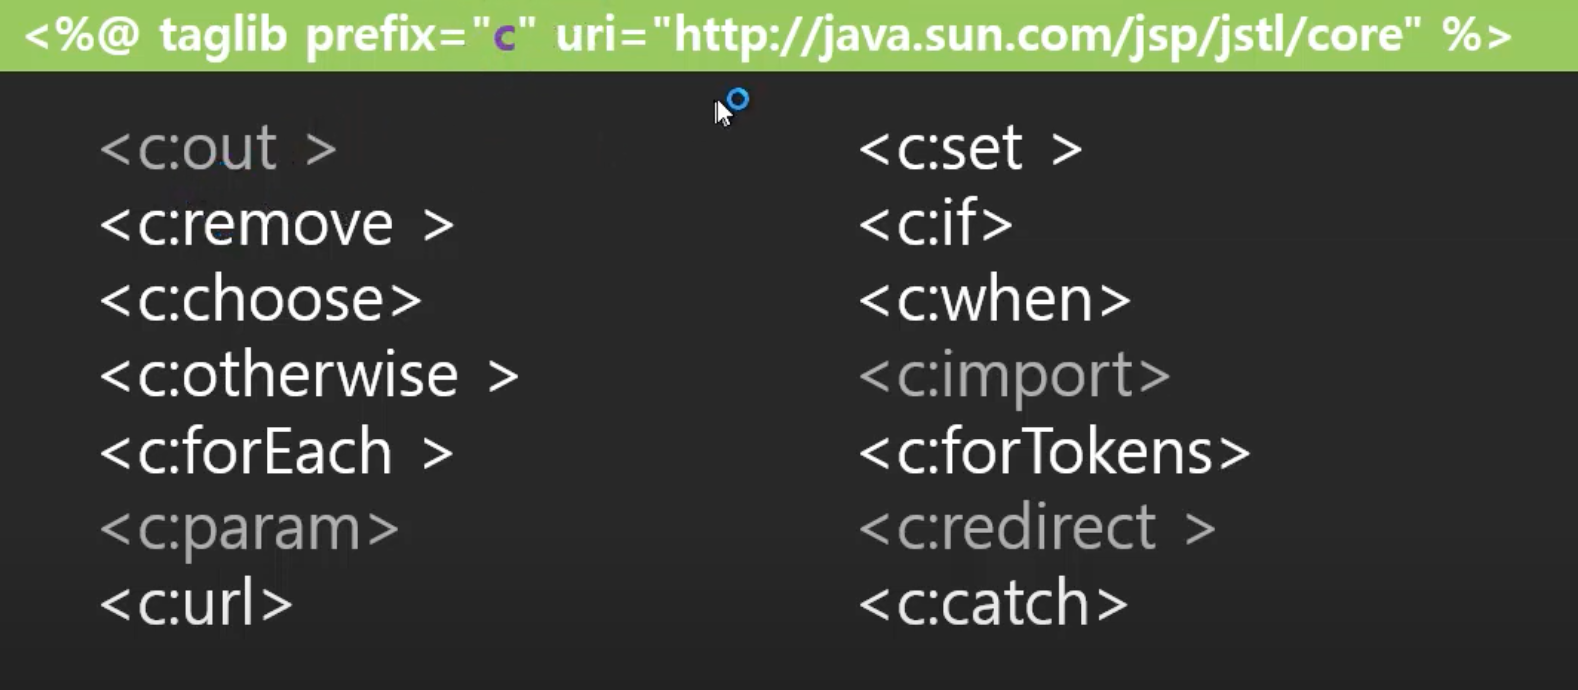 <%@ taglib prefix="c" uri="http://java.sun.com/jsp/jstl/core" %>
<c:out >
<c:set >
<c:remove >
<c:if>
<c:choose>
<c:when>
<c:otherwise >
<c:import>
<c:forEach >
<c:forTokens>
<c:param>
<c:redirect >
<c:url>
<c:catch>